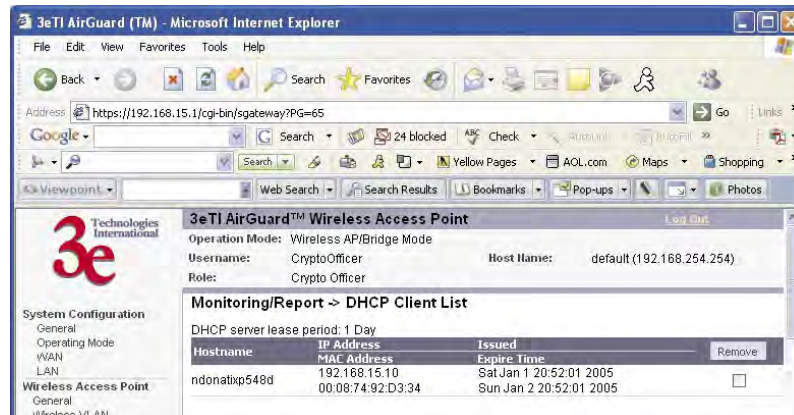 3eTI AirGuard (TM) - Microsoft Internet Explorer
File Edit View Favorites Tools Help
Back Search Favorites
Address https://192.168.15.1/cgi-bin/sgateway?PG=65 Go Links »
Google Search 24 blocked Check AutoLink AutoFill »
Search Yellow Pages AOL.com Maps Shopping
Viewpoint Web Search Search Results Bookmarks Pop-ups Photos
3e Technologies International
3eTI AirGuard™ Wireless Access Point Log Out
Operation Mode: Wireless AP/Bridge Mode
Username: CryptoOfficer Host Name: default (192.168.254.254)
Role: Crypto Officer
System Configuration
General
Operating Mode
WAN
LAN
Wireless Access Point
General
Wireless VLAN
Monitoring/Report -> DHCP Client List
DHCP server lease period: 1 Day
Hostname IP Address Issued Remove
MAC Address Expire Time
ndonatixp548d 192.168.15.10 Sat Jan 1 20:52:01 2005
00:08:74:92:D3:34 Sun Jan 2 20:52:01 2005